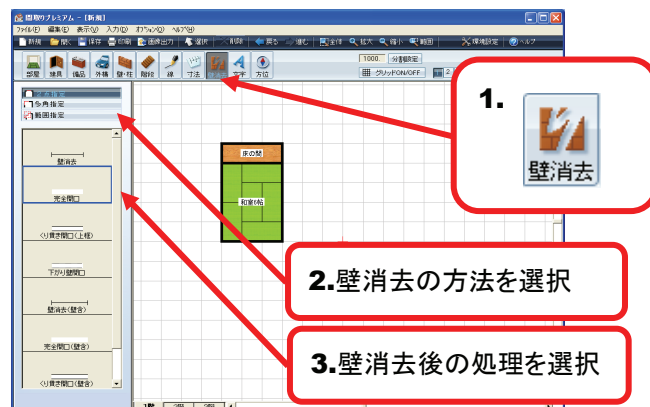 間取りプレミアム - [新規]
ファイル(F) 編集(E) 表示(V) 入力(D) オプション(O) ヘルプ(H)
新規 開く 保存 印刷 画像出力 選択 削除 戻る 進む 全体 拡大 縮小 範囲 環境設定 ヘルプ
部屋 建具 備品 外構 壁・柱 階段 線 寸法 文字 方位
1000. 分割設定
グリッドON/OFF 2
多角指定
範囲指定
壁消去
完全開口
くり貫き開口(上框)
下がり壁開口
壁消去(壁含)
完全開口(壁含)
くり貫き開口(壁含)
床の間
和室6帖
1.
壁消去
2.壁消去の方法を選択
3.壁消去後の処理を選択
1階 2階 3階